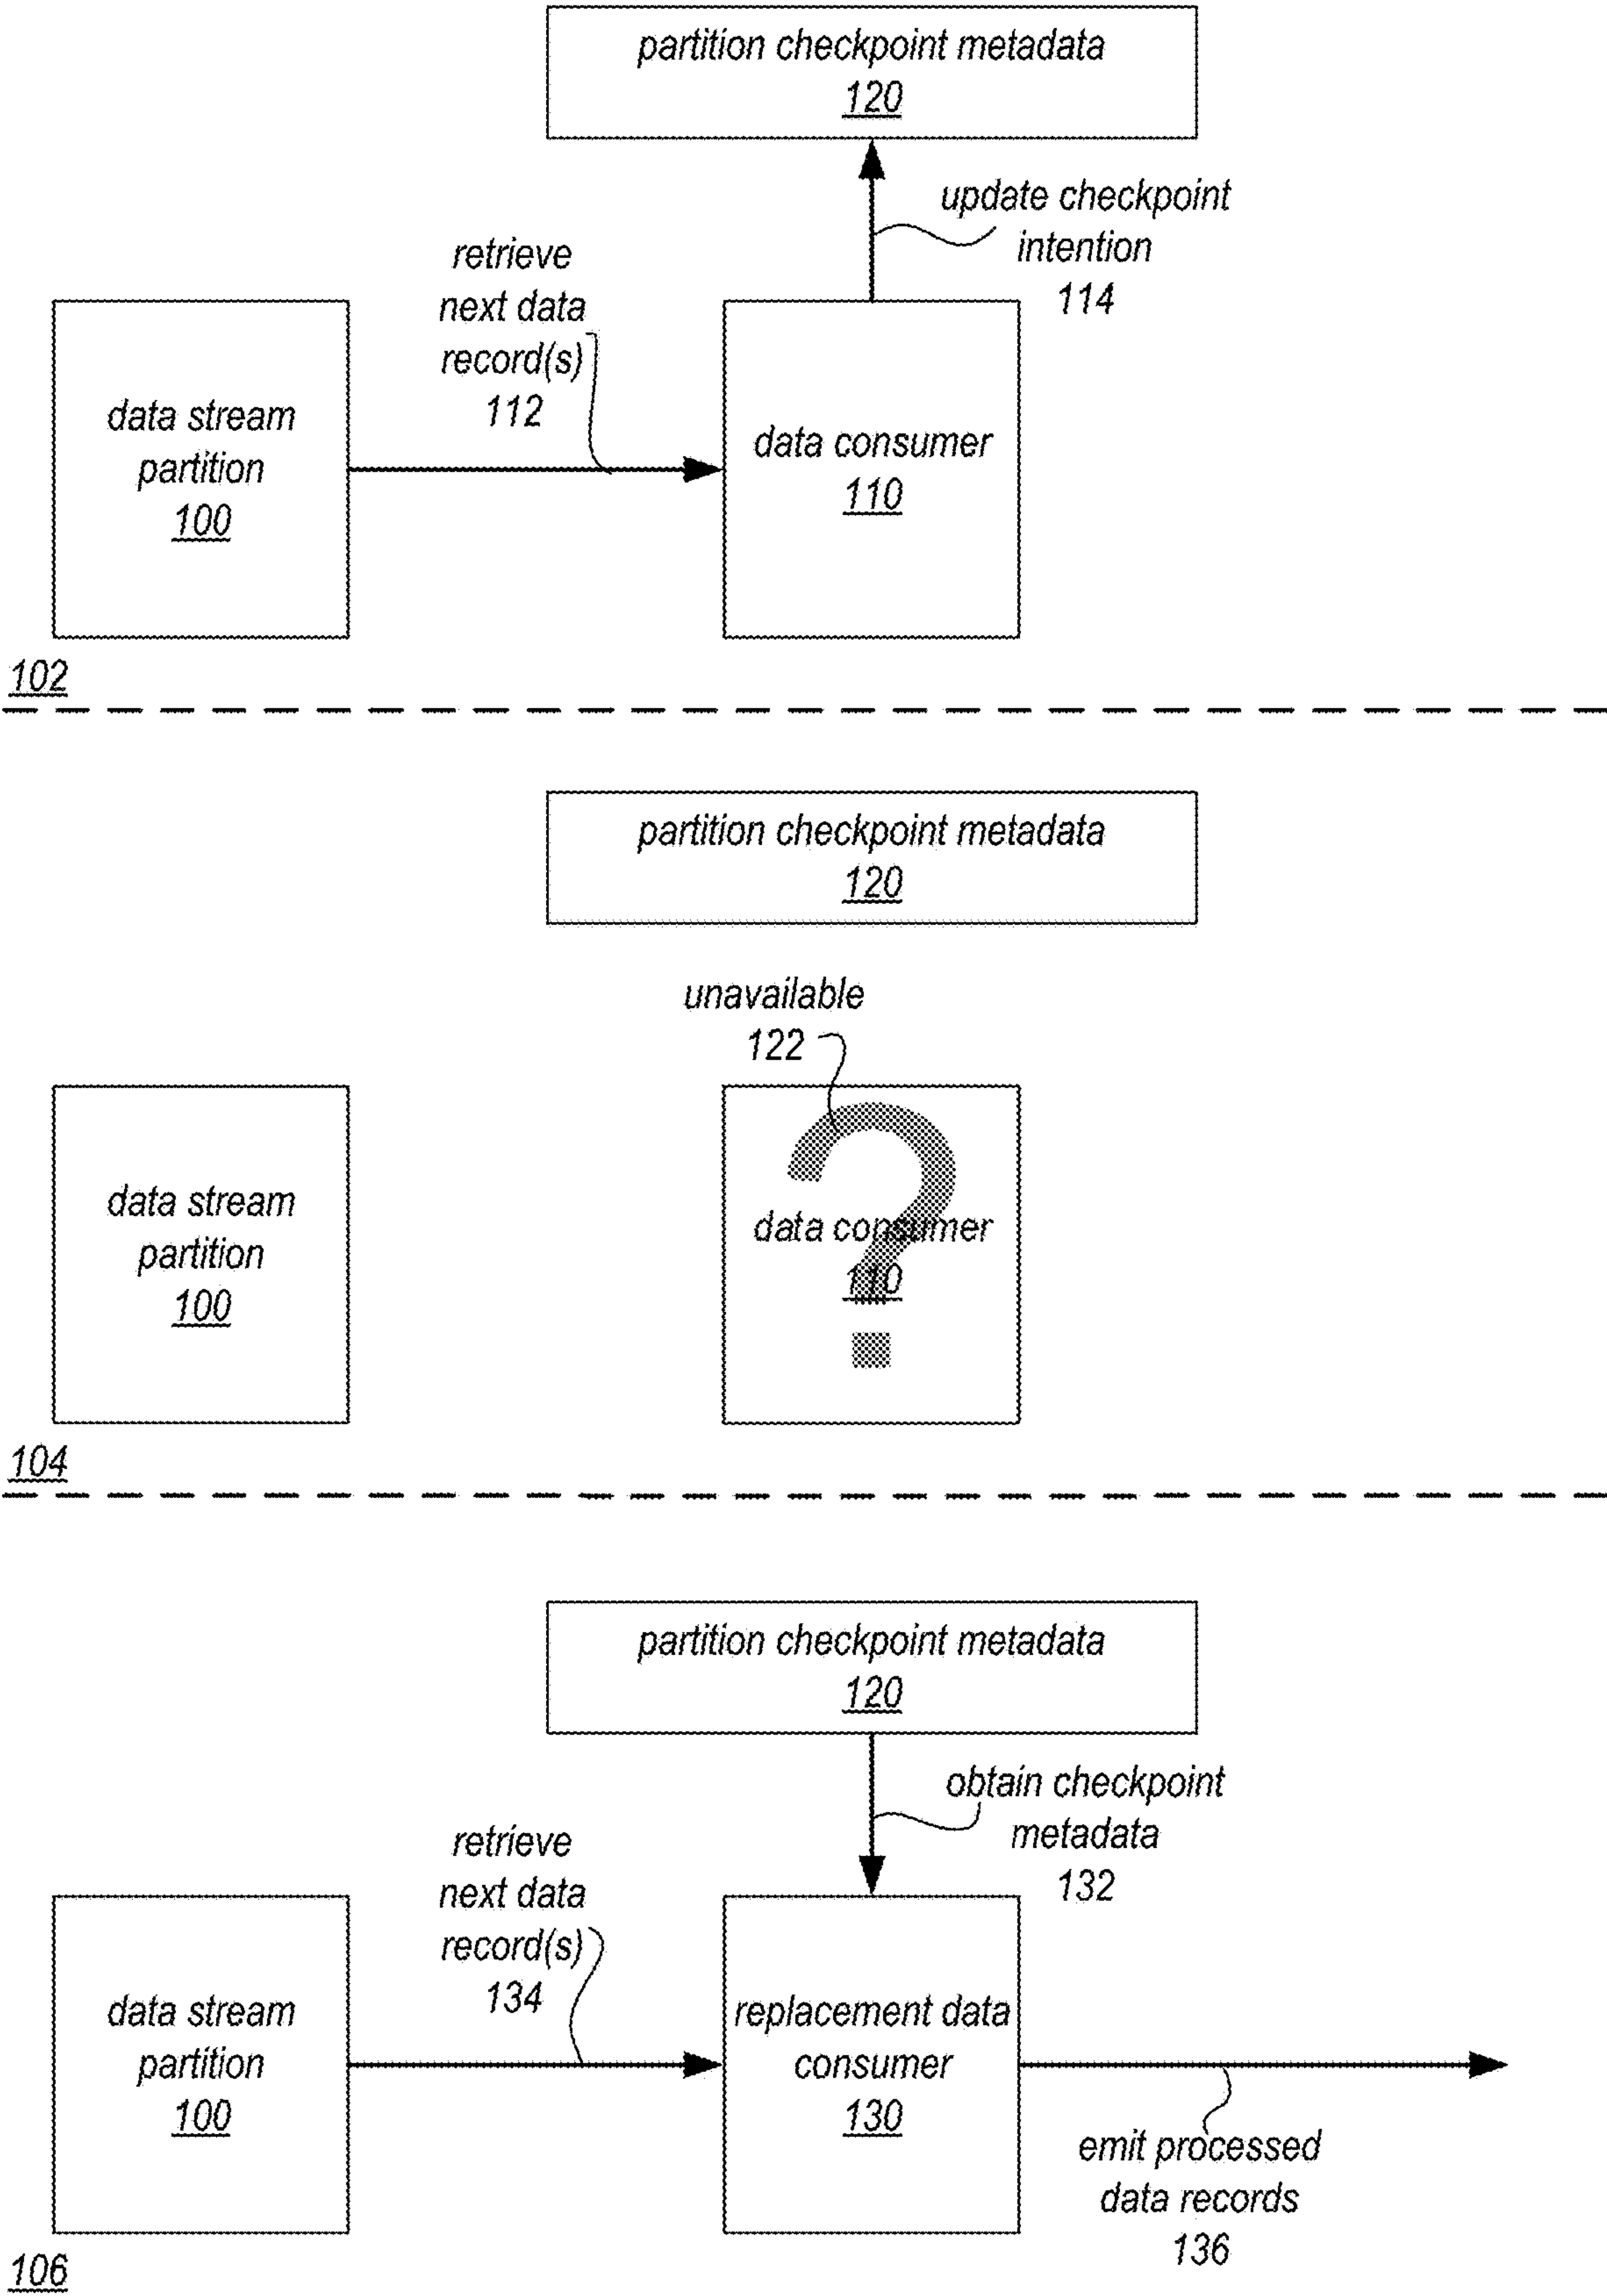 partition checkpoint metadata
120
update checkpoint
intention
114
retrieve
next data
record(s)
112
data stream
partition
100
data consumer
110
102
partition checkpoint metadata
120
unavailable
122
data stream
partition
100
data consumer
110
104
partition checkpoint metadata
120
obtain checkpoint
metadata
132
retrieve
next data
record(s)
134
data stream
partition
100
replacement data
consumer
130
emit processed
data records
136
106